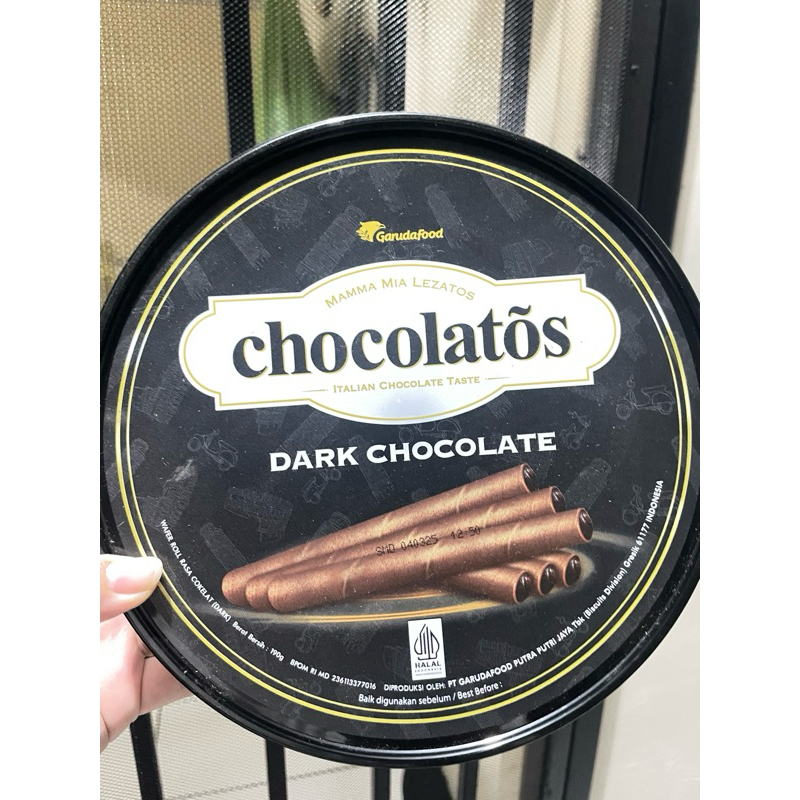 Garudafood
MAMMA MIA LEZATOS
chocolatõs
ITALIAN CHOCOLATE TASTE
DARK CHOCOLATE
SHD 040325 12:50
WAFER ROLL RASA COKELAT (DARK) Berat Bersih : 190g BPOM RI MD 236113377016 DIPRODUKSI OLEH: PT GARUDAFOOD PUTRA PUTRI JAYA Tbk (Biscuits Division) Gresik 61177 INDONESIA
HALAL
INDONESIA
Baik digunakan sebelum / Best Before :